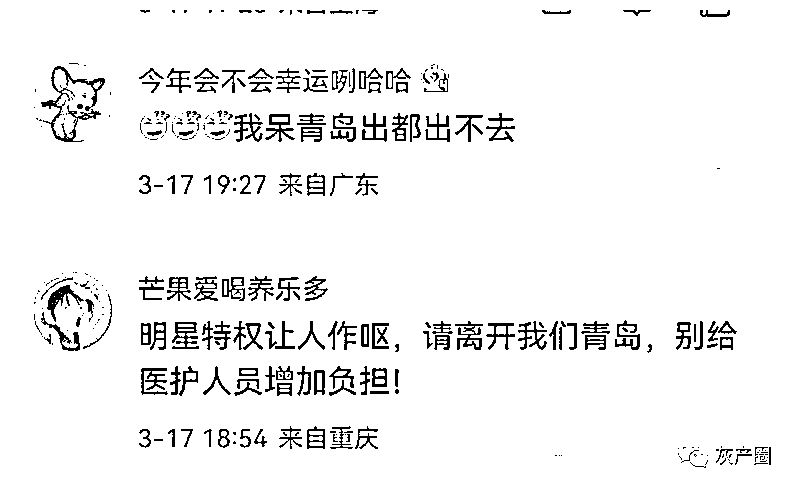 今年会不会幸运咧哈哈
我呆青岛出都出不去
3-17 19:27 来自广东
芒果爱喝养乐多
明星特权让人作呕，请离开我们青岛，别给
医护人员增加负担！
3-17 18:54 来自重庆
灰产圈